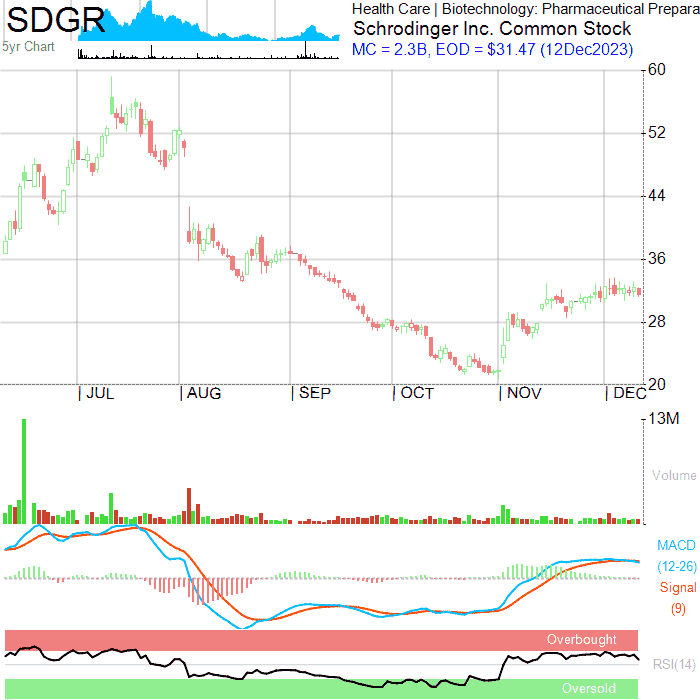 SDGR
5yr Chart
Health Care | Biotechnology: Pharmaceutical Prepara
Schrodinger Inc. Common Stock
MC = 2.3B, EOD = $31.47 (12Dec2023)
60
52
44
36
28
20
| JUL
| AUG
| SEP
| OCT
| NOV
| DEC
13M
Volume
MACD
(12-26)
Signal
(9)
Overbought
RSI(14)
Oversold